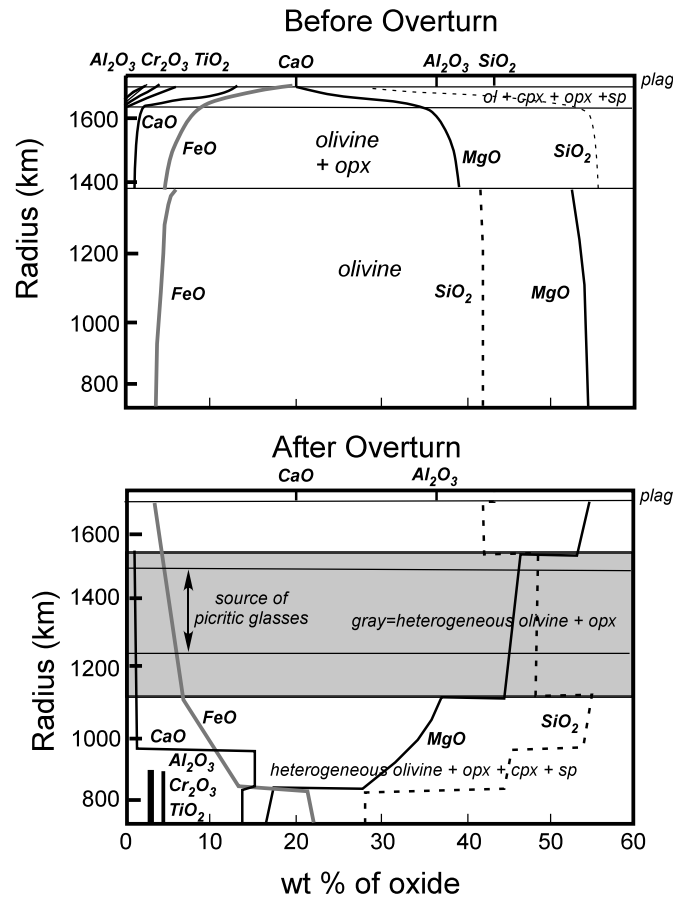 Before Overturn
Al₂O₃ Cr₂O₃ TiO₂ CaO Al₂O₃ SiO₂
plag
ol + cpx + opx +sp
1600
CaO
FeO
olivine
+ opx
MgO
SiO₂
1400
Radius (km)
1200
olivine
FeO
SiO₂
MgO
1000
800
After Overturn
CaO Al₂O₃
plag
1600
source of
picritic glasses
gray=heterogeneous olivine + opx
1400
Radius (km)
1200
FeO
CaO
MgO
SiO₂
1000
Al₂O₃
heterogeneous olivine + opx + cpx + sp
Cr₂O₃
TiO₂
800
0 10 20 30 40 50 60
wt % of oxide